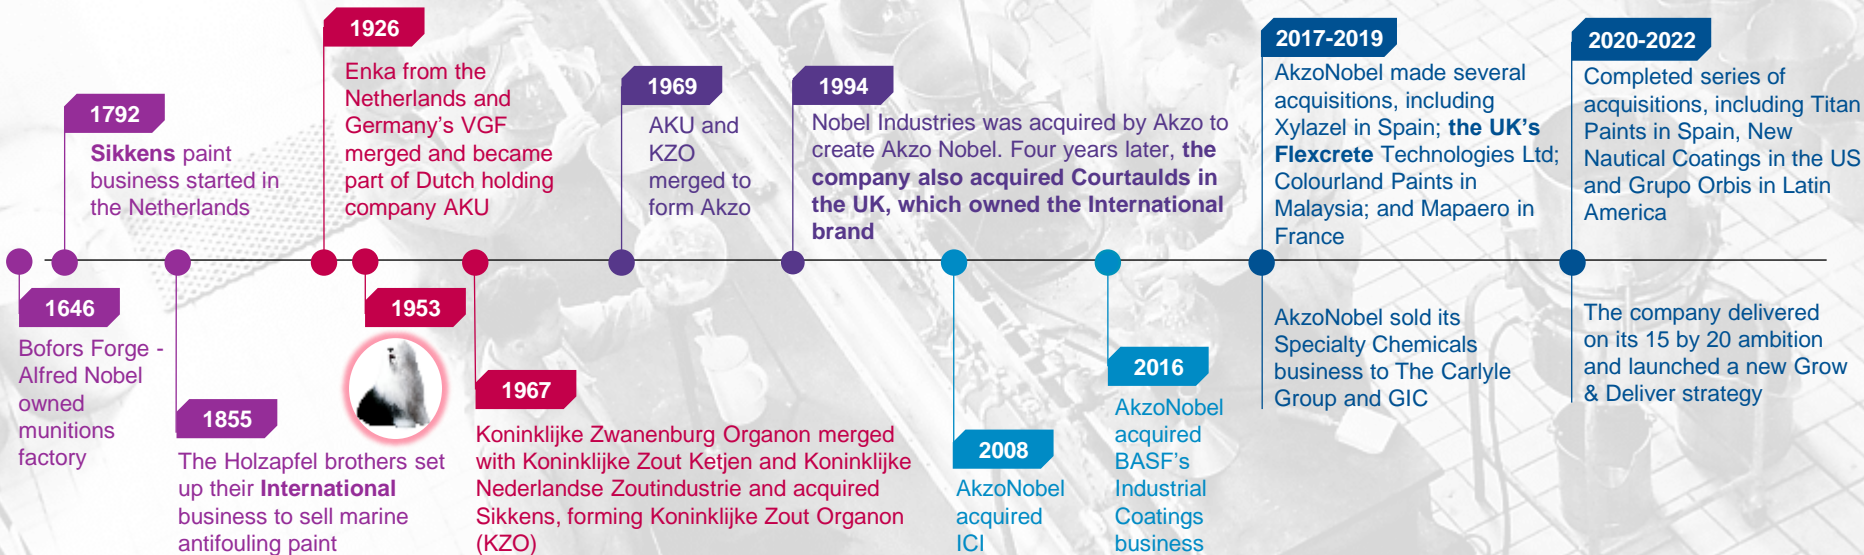 1646
Bofors Forge -
Alfred Nobel
owned
munitions
factory
1792
Sikkens paint
business started in
the Netherlands
1855
The Holzapfel brothers set
up their International
business to sell marine
antifouling paint
1926
Enka from the
Netherlands and
Germany's VGF
merged and became
part of Dutch holding
company AKU
1953
1967
Koninklijke Zwanenburg Organon merged
with Koninklijke Zout Ketjen and Koninklijke
Nederlandse Zoutindustrie and acquired
Sikkens, forming Koninklijke Zout Organon
(KZO)
1969
AKU and
KZO
merged to
form Akzo
1994
Nobel Industries was acquired by Akzo to
create Akzo Nobel. Four years later, the
company also acquired Courtaulds in
the UK, which owned the International
brand
2008
AkzoNobel
acquired
ICI
2016
AkzoNobel
acquired
BASF's
Industrial
Coatings
business
2017-2019
AkzoNobel made several
acquisitions, including
Xylazel in Spain; the UK's
Flexcrete Technologies Ltd;
Colourland Paints in
Malaysia; and Mapaero in
France
AkzoNobel sold its
Specialty Chemicals
business to The Carlyle
Group and GIC
2020-2022
Completed series of
acquisitions, including Titan
Paints in Spain, New
Nautical Coatings in the US
and Grupo Orbis in Latin
America
The company delivered
on its 15 by 20 ambition
and launched a new Grow
& Deliver strategy